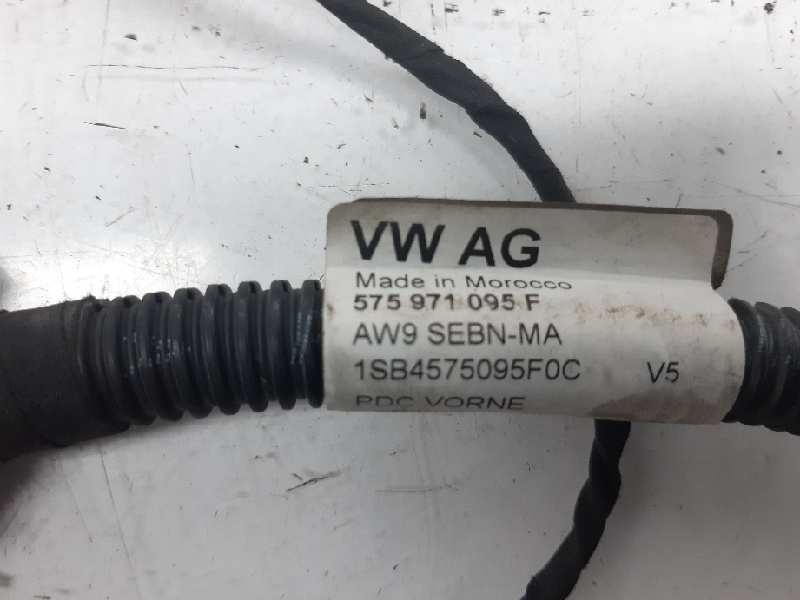 VW AG
Made in Morocco
575 971 095 F
AW9 SEBN-MA
1SB4575095F0C V5
PDC VORNE